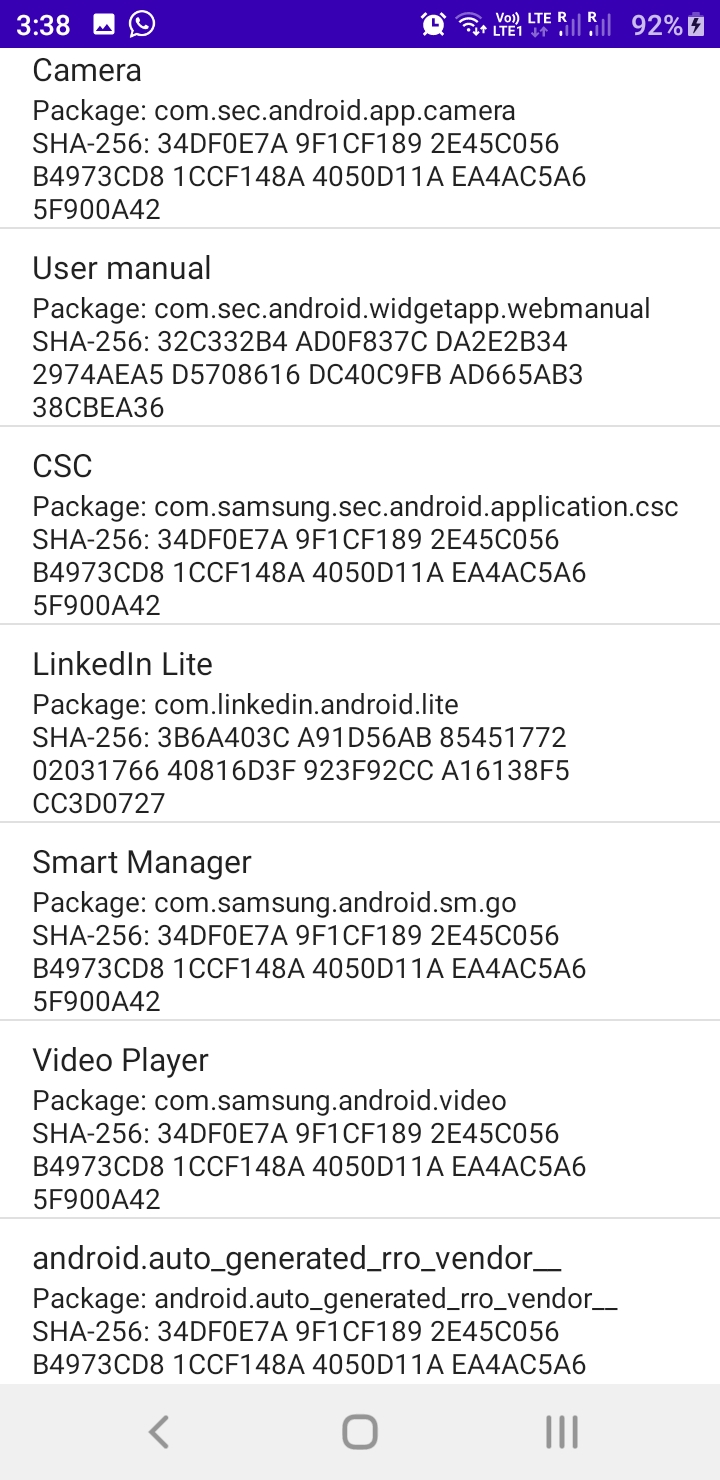 3:38 Vo)) LTE R R 92%
LTE1
Camera
Package: com.sec.android.app.camera
SHA-256: 34DF0E7A 9F1CF189 2E45C056
B4973CD8 1CCF148A 4050D11A EA4AC5A6
5F900A42
User manual
Package: com.sec.android.widgetapp.webmanual
SHA-256: 32C332B4 AD0F837C DA2E2B34
2974AEA5 D5708616 DC40C9FB AD665AB3
38CBEA36
CSC
Package: com.samsung.sec.android.application.csc
SHA-256: 34DF0E7A 9F1CF189 2E45C056
B4973CD8 1CCF148A 4050D11A EA4AC5A6
5F900A42
LinkedIn Lite
Package: com.linkedin.android.lite
SHA-256: 3B6A403C A91D56AB 85451772
02031766 40816D3F 923F92CC A16138F5
CC3D0727
Smart Manager
Package: com.samsung.android.sm.go
SHA-256: 34DF0E7A 9F1CF189 2E45C056
B4973CD8 1CCF148A 4050D11A EA4AC5A6
5F900A42
Video Player
Package: com.samsung.android.video
SHA-256: 34DF0E7A 9F1CF189 2E45C056
B4973CD8 1CCF148A 4050D11A EA4AC5A6
5F900A42
android.auto_generated_rro_vendor__
Package: android.auto_generated_rro_vendor__
SHA-256: 34DF0E7A 9F1CF189 2E45C056
B4973CD8 1CCF148A 4050D11A EA4AC5A6